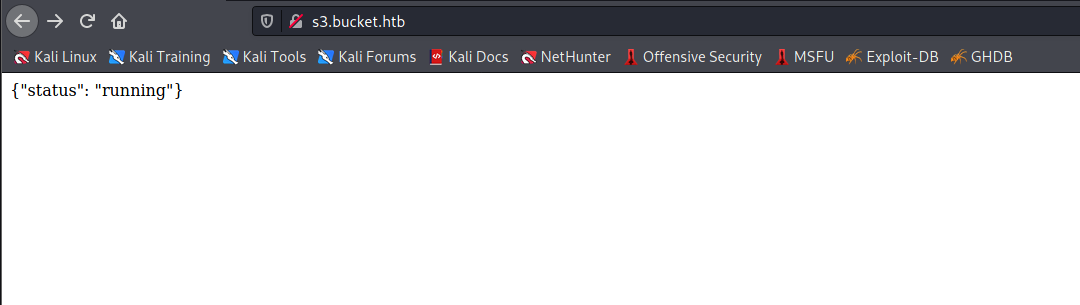 s3.bucket.htb
Kali Linux Kali Training Kali Tools Kali Forums Kali Docs NetHunter Offensive Security MSFU Exploit-DB GHDB
{"status": "running"}